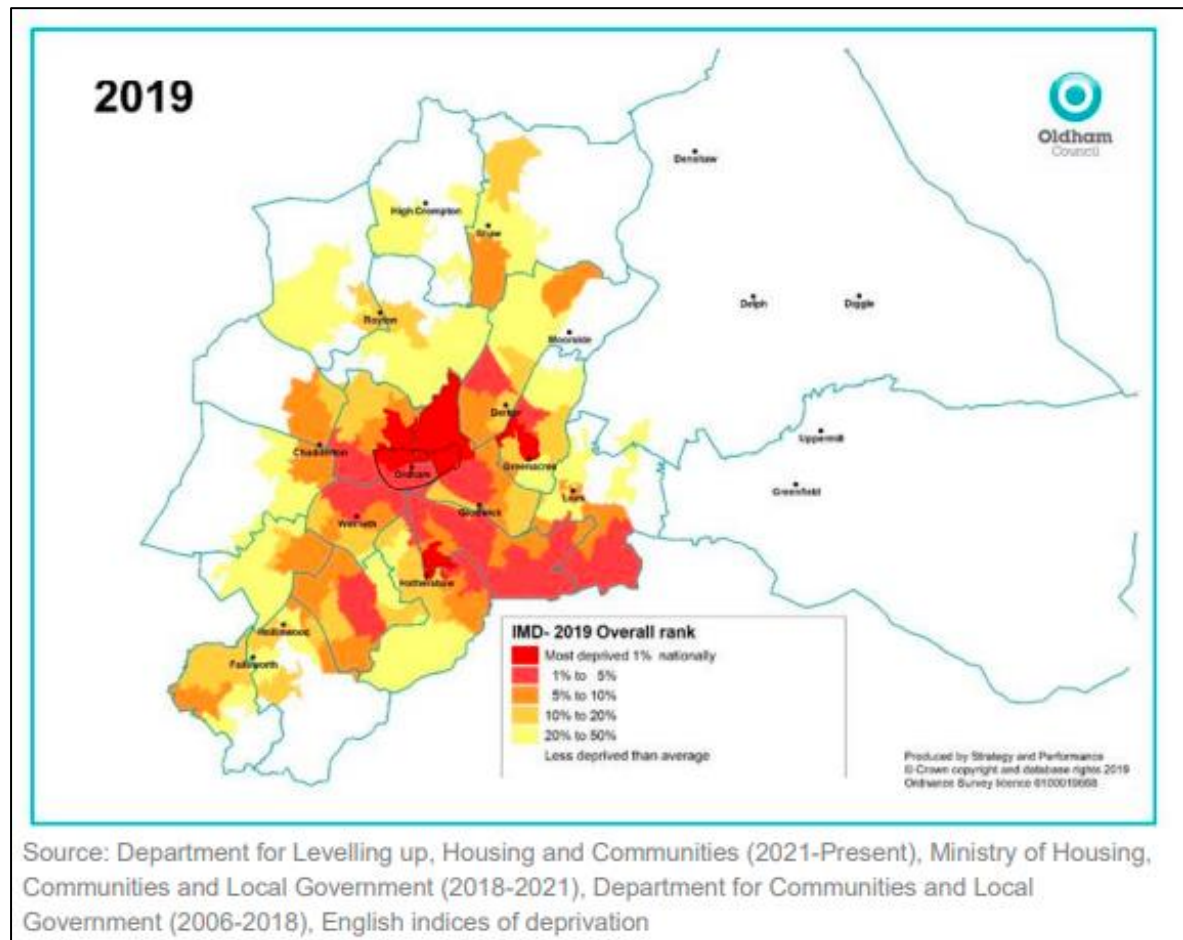 2019
Oldham
Council
Denshaw
High Crompton
Shaw
Delph
Diggle
Royton
Moorside
Derker
Chadderton
Uppermill
Oldham
Greenacres
Greenfield
Lees
Glodwick
Werneth
Hathershaw
Hollinwood
Failsworth
IMD- 2019 Overall rank
Most deprived 1% nationally
1% to 5%
5% to 10%
10% to 20%
20% to 50%
Less deprived than average
Produced by Strategy and Performance
© Crown copyright and database rights 2019
Ordnance Survey licence 0100019668
Source: Department for Levelling up, Housing and Communities (2021-Present), Ministry of Housing,
Communities and Local Government (2018-2021), Department for Communities and Local
Government (2006-2018), English indices of deprivation